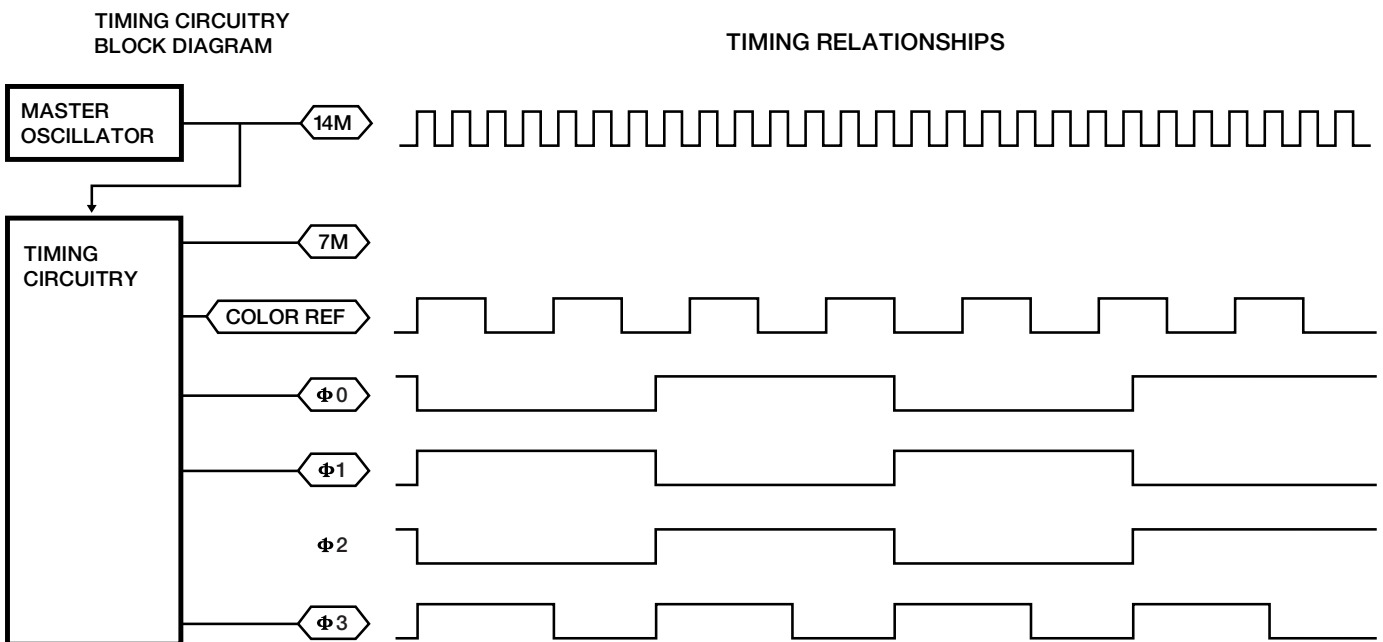 TIMING CIRCUITRY
BLOCK DIAGRAM
TIMING RELATIONSHIPS
MASTER
OSCILLATOR
14M
TIMING
CIRCUITRY
7M
COLOR REF
Φ0
Φ1
Φ2
Φ3